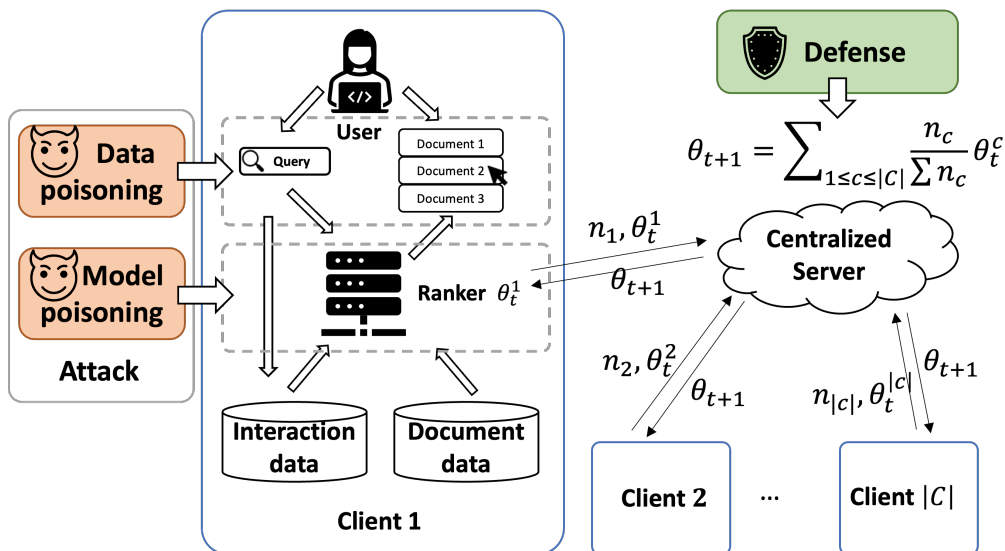 Data
poisoning
Model
poisoning
Attack
User
</>
Query
Document 1
Document 2
Document 3
Ranker θ_t^1
Interaction
data
Document
data
Client 1
Defense
θ_{t+1} = ∑_{1≤c≤|C|} \frac{n_c}{∑ n_c} θ_t^c
Centralized
Server
n_1, θ_t^1
θ_{t+1}
n_2, θ_t^2
θ_{t+1}
n_{|c|}, θ_t^{|c|}
θ_{t+1}
Client 2
...
Client |C|